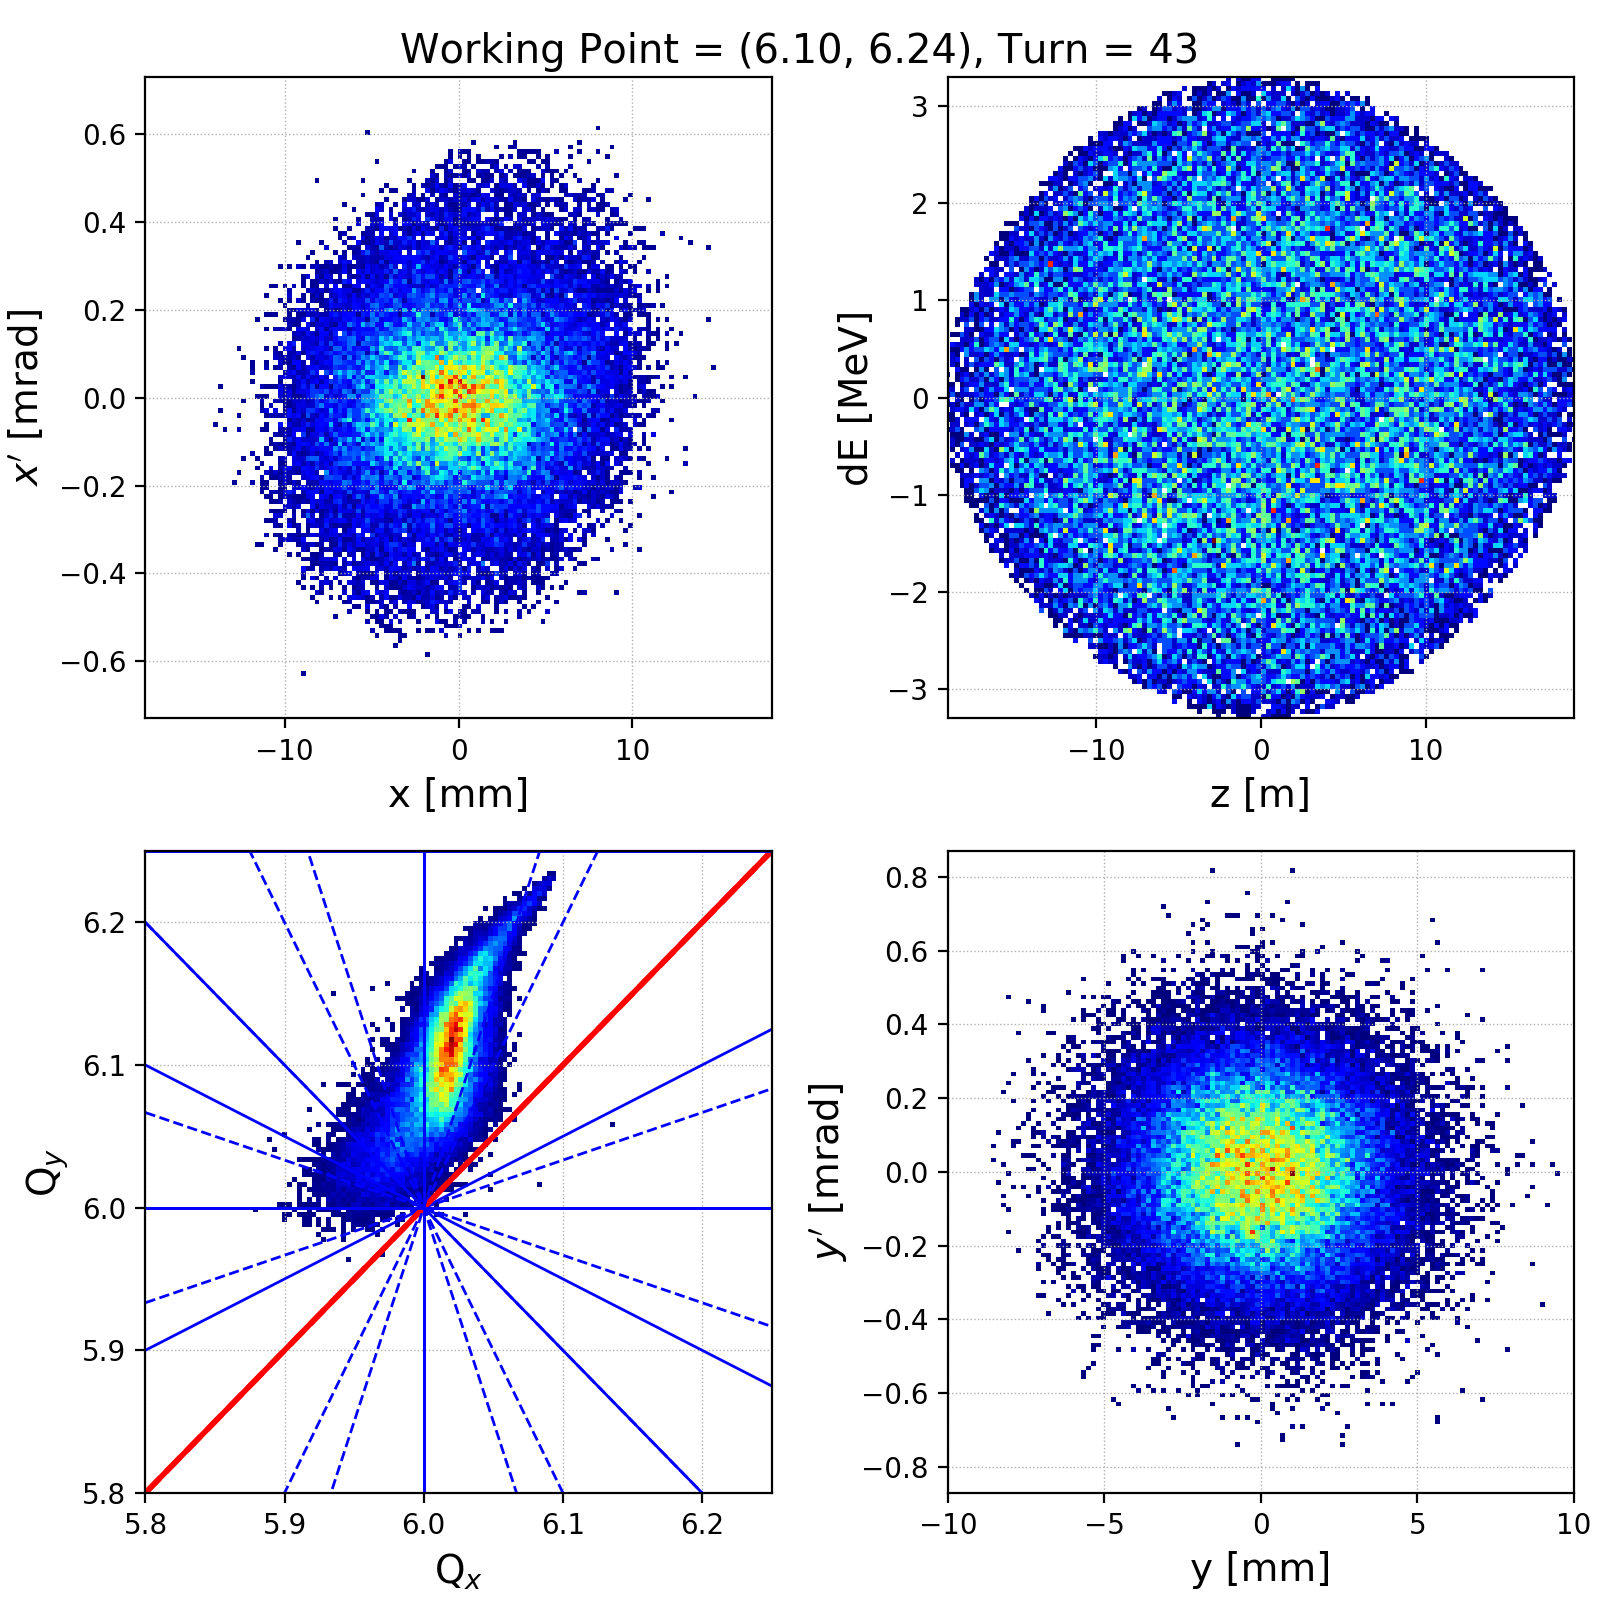 Working Point = (6.10, 6.24), Turn = 43
0.6
0.4
0.2
0.0
−0.2
−0.4
−0.6
x′ [mrad]
−10 0 10
x [mm]
3
2
1
0
−1
−2
−3
dE [MeV]
−10 0 10
z [m]
6.2
6.1
6.0
5.9
5.8
Qy
5.8 5.9 6.0 6.1 6.2
Qx
0.8
0.6
0.4
0.2
0.0
−0.2
−0.4
−0.6
−0.8
y′ [mrad]
−10 −5 0 5 10
y [mm]